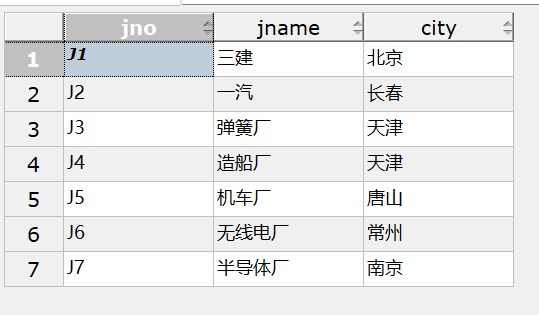 jno jname city
1 J1 三建 北京
2 J2 一汽 长春
3 J3 弹簧厂 天津
4 J4 造船厂 天津
5 J5 机车厂 唐山
6 J6 无线电厂 常州
7 J7 半导体厂 南京